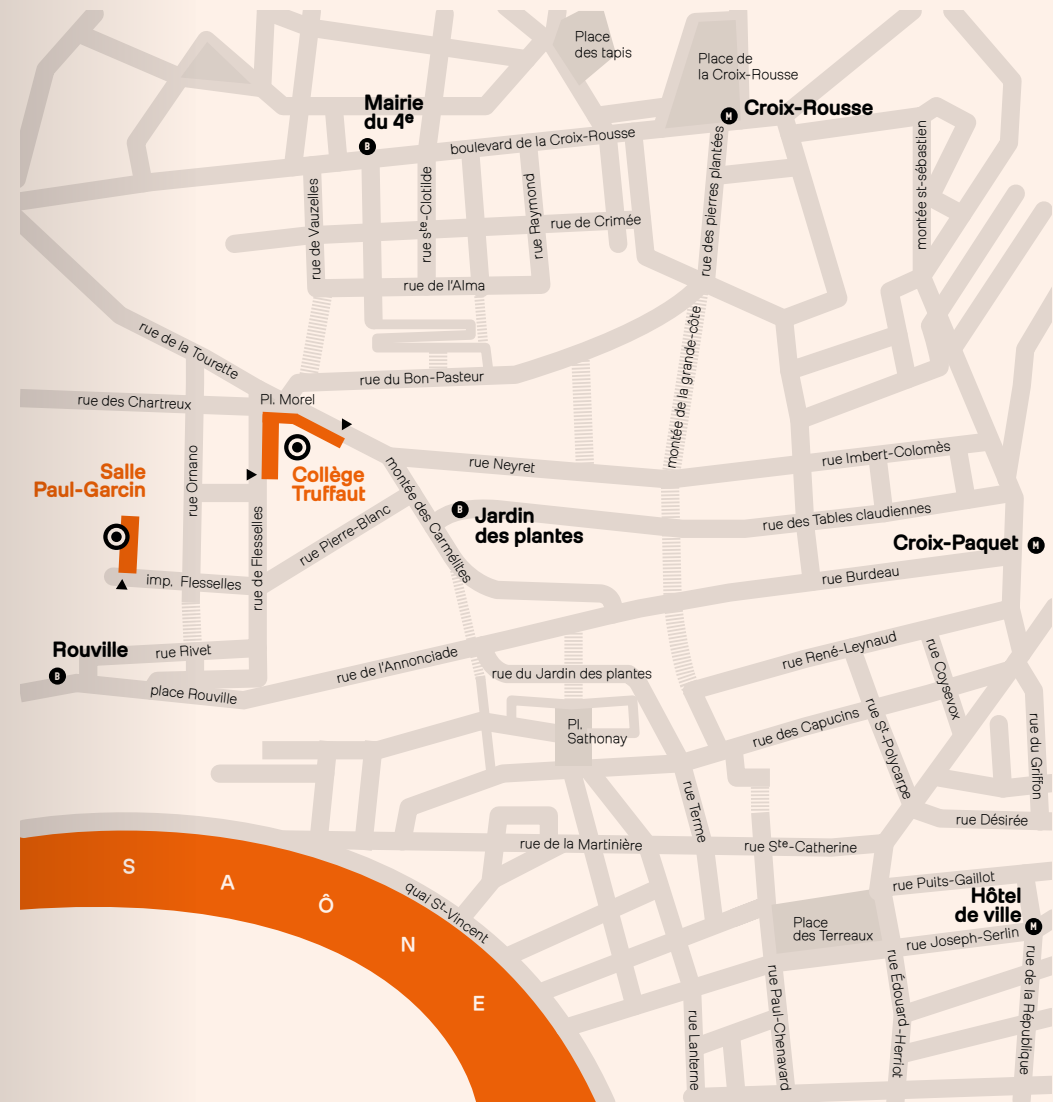 Place
des tapis
Place de
la Croix-Rousse
Mairie
du 4e
B
M
Croix-Rousse
boulevard de la Croix-Rousse
rue des pierres plantées
montée st-sébastien
rue de Vauzelles
rue ste-Clotilde
rue Raymond
rue de Crimée
rue de l'Alma
rue de la Tourette
montée de la grande-côte
rue du Bon-Pasteur
rue des Chartreux
Pl. Morel
Salle
Paul-Garcin
rue Ornano
Collège
Truffaut
montée des Carmélites
rue Neyret
rue Imbert-Colomès
B
Jardin
des plantes
rue des Tables claudiennes
rue Pierre-Blanc
rue de Flesselles
Croix-Paquet
M
imp. Flesselles
rue Burdeau
Rouville
B
rue Rivet
place Rouville
rue de l'Annonciade
rue du Jardin des plantes
rue René-Leynaud
rue Coysevox
rue des Capucins
rue St-Polycarpe
rue du Griffon
Pl.
Sathonay
rue Terme
rue Désirée
rue de la Martinière
rue Ste-Catherine
SAÔNE
quai St-Vincent
rue Puits-Gaillot
Hôtel
de ville
M
Place
des Terreaux
rue Joseph-Serlin
rue Lanterne
rue Paul-Chenavard
rue Édouard-Herriot
rue de la République